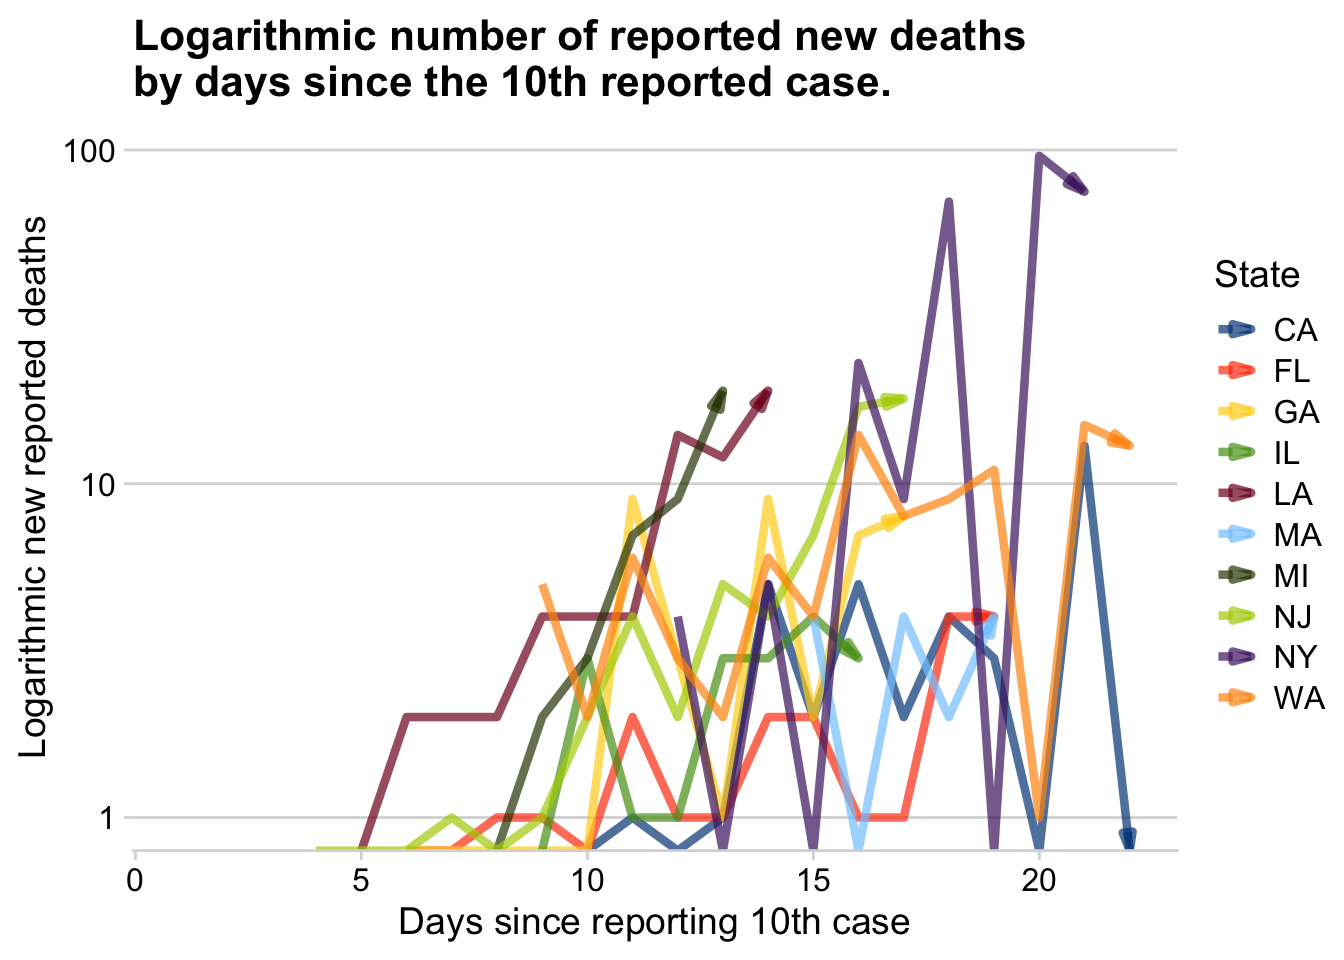 Logarithmic number of reported new deaths
by days since the 10th reported case.
Logarithmic new reported deaths
100
10
1
0
5
10
15
20
Days since reporting 10th case
State
CA
FL
GA
IL
LA
MA
MI
NJ
NY
WA